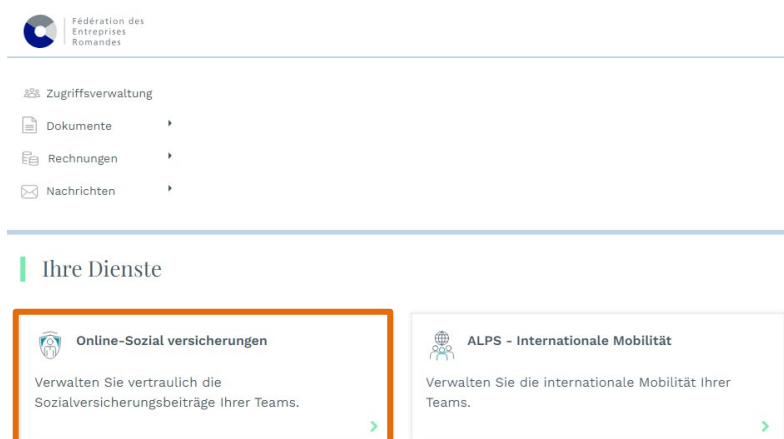 Fédération des
Entreprises
Romandes
Zugriffsverwaltung
Dokumente
Rechnungen
Nachrichten
Ihre Dienste
Online-Sozial versicherungen
Verwalten Sie vertraulich die
Sozialversicherungsbeiträge Ihrer Teams.
ALPS - Internationale Mobilität
Verwalten Sie die internationale Mobilität Ihrer
Teams.